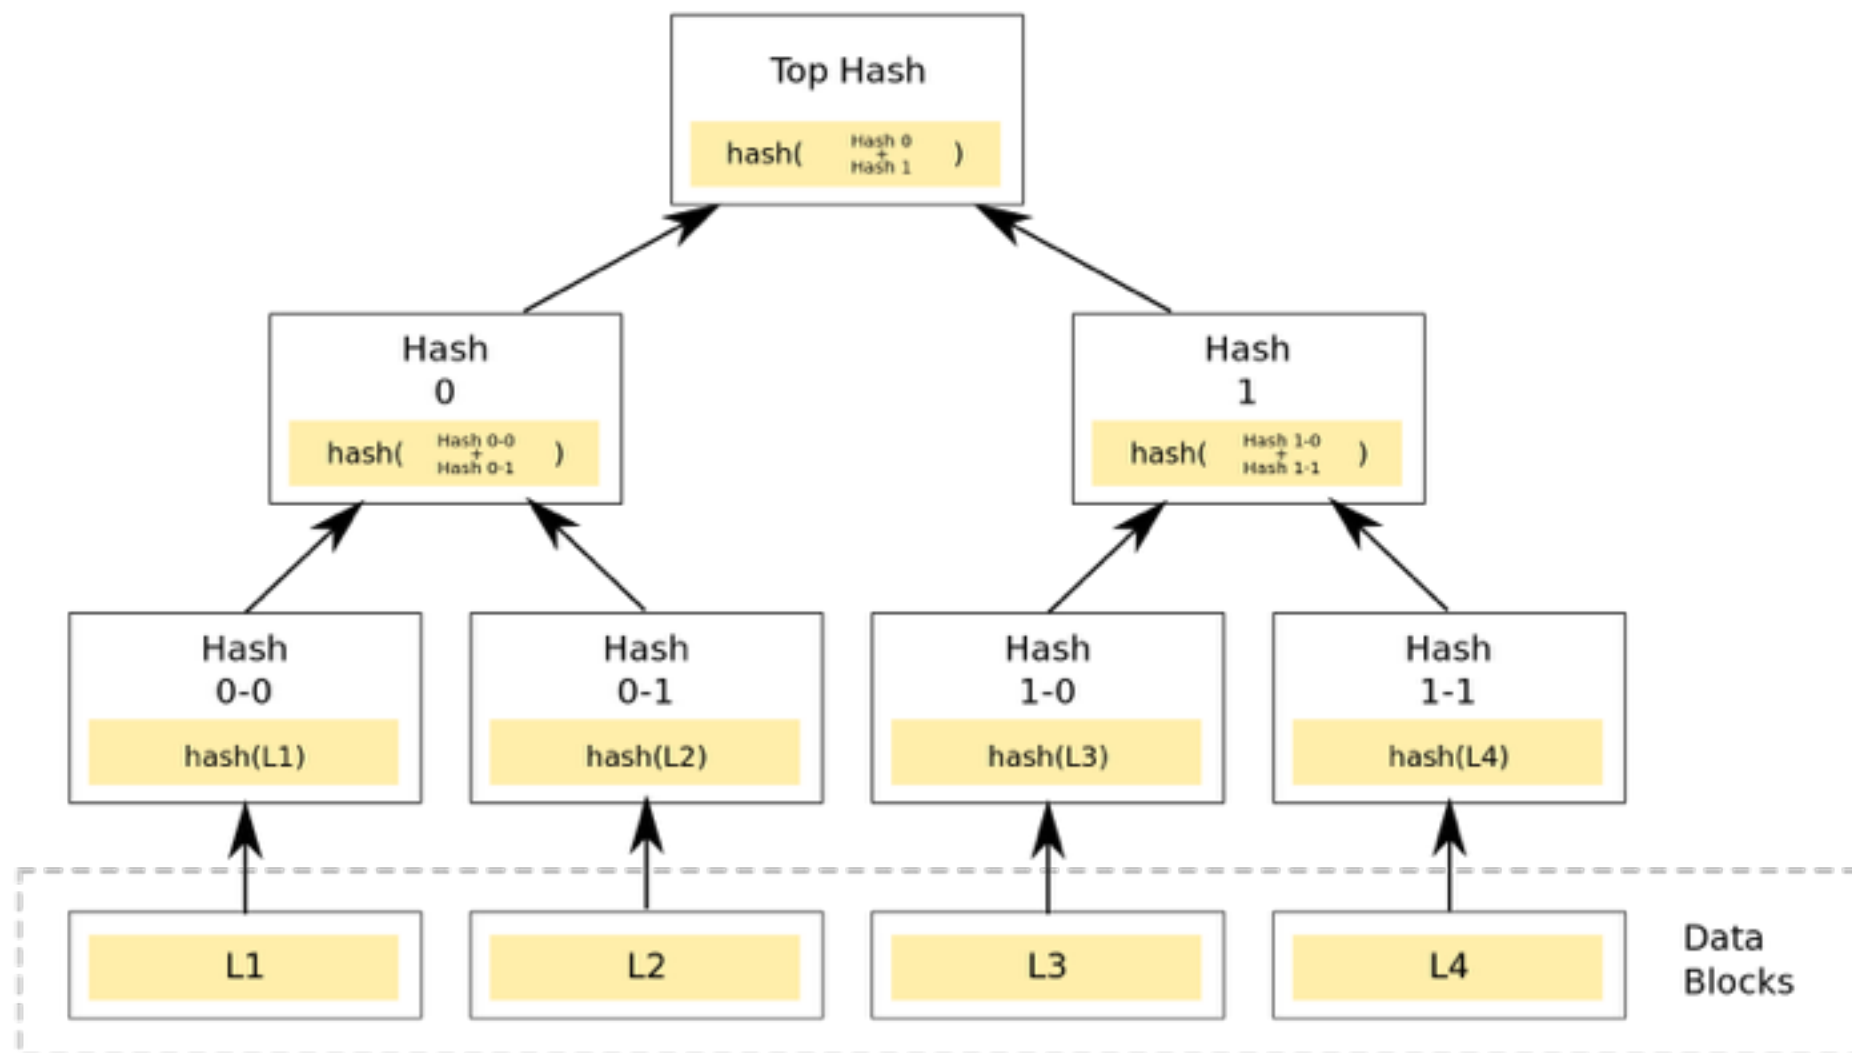 Top Hash
hash( Hash 0 + Hash 1 )
Hash
0
hash( Hash 0-0 + Hash 0-1 )
Hash
1
hash( Hash 1-0 + Hash 1-1 )
Hash
0-0
hash(L1)
Hash
0-1
hash(L2)
Hash
1-0
hash(L3)
Hash
1-1
hash(L4)
L1
L2
L3
L4
Data
Blocks